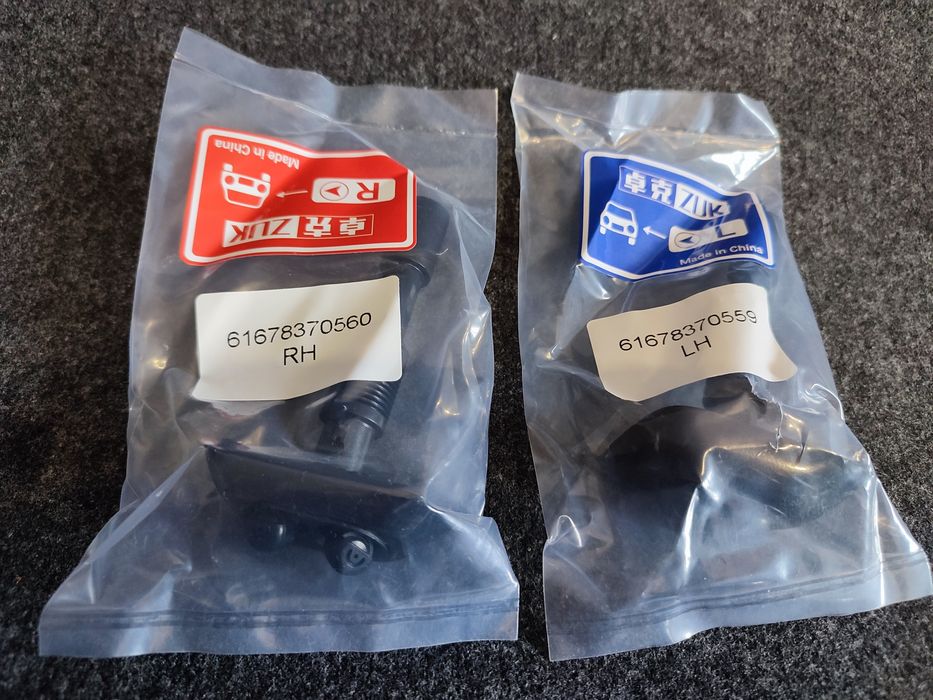 Made in China
R
卓克 ZUK
61678370560
RH
卓克 ZUK
L
Made in China
61678370559
LH